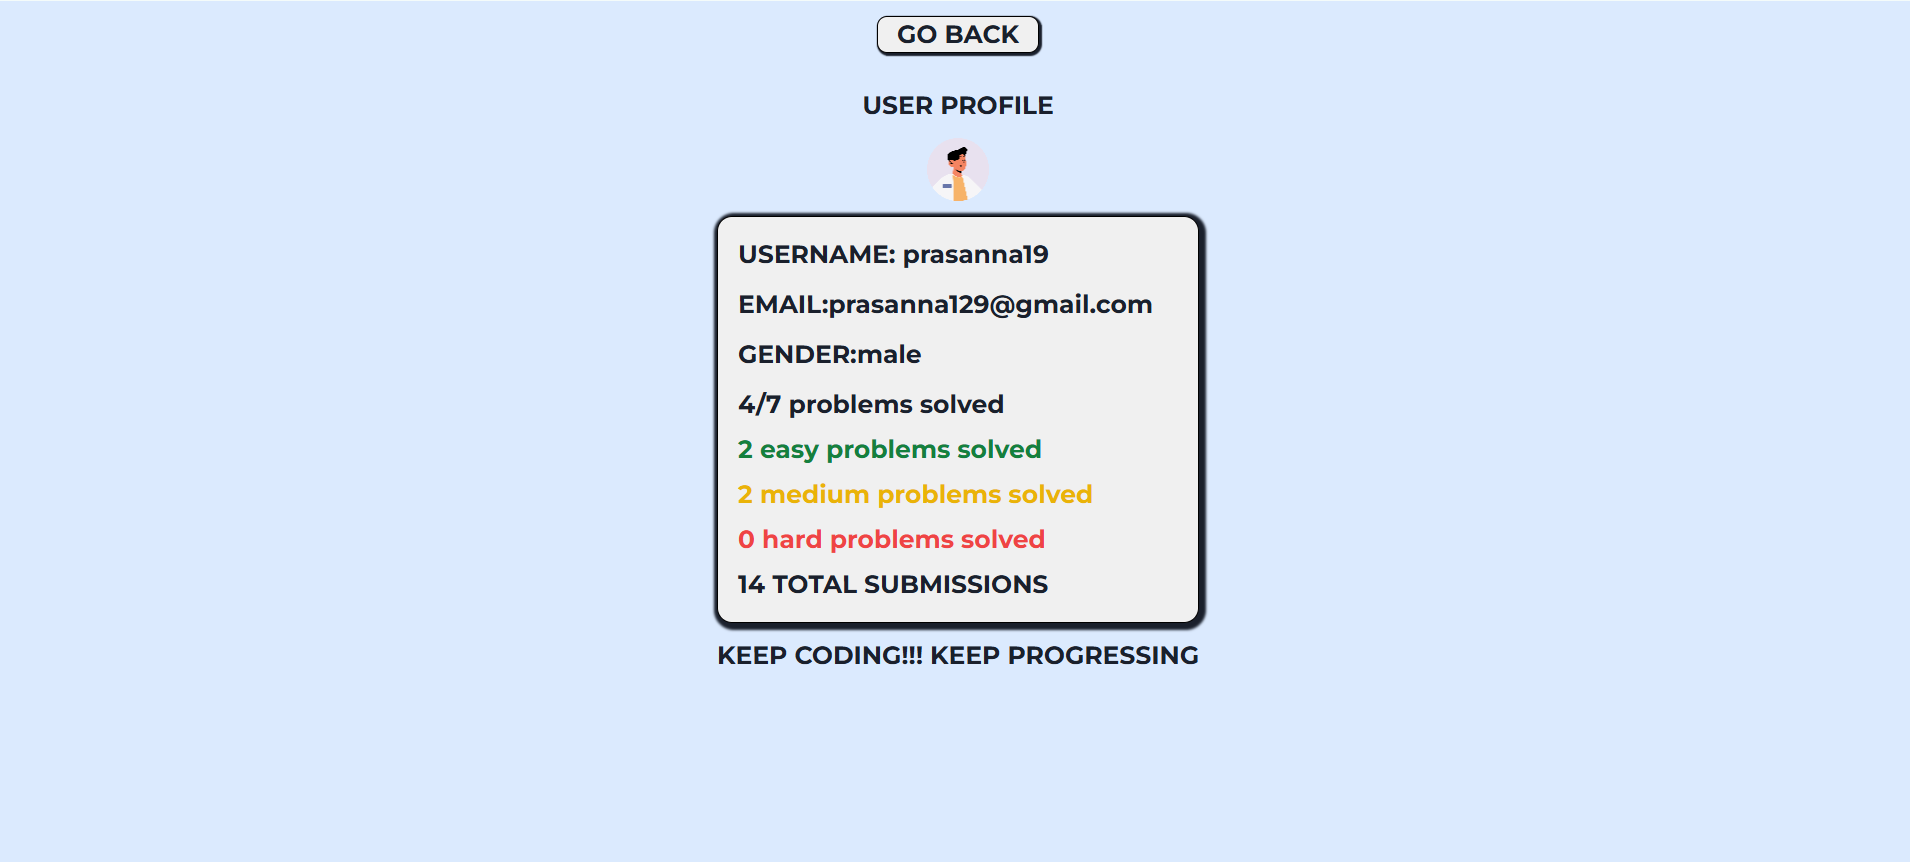 GO BACK
USER PROFILE
USERNAME: prasanna19
EMAIL:prasanna129@gmail.com
GENDER:male
4/7 problems solved
2 easy problems solved
2 medium problems solved
0 hard problems solved
14 TOTAL SUBMISSIONS
KEEP CODING!!! KEEP PROGRESSING